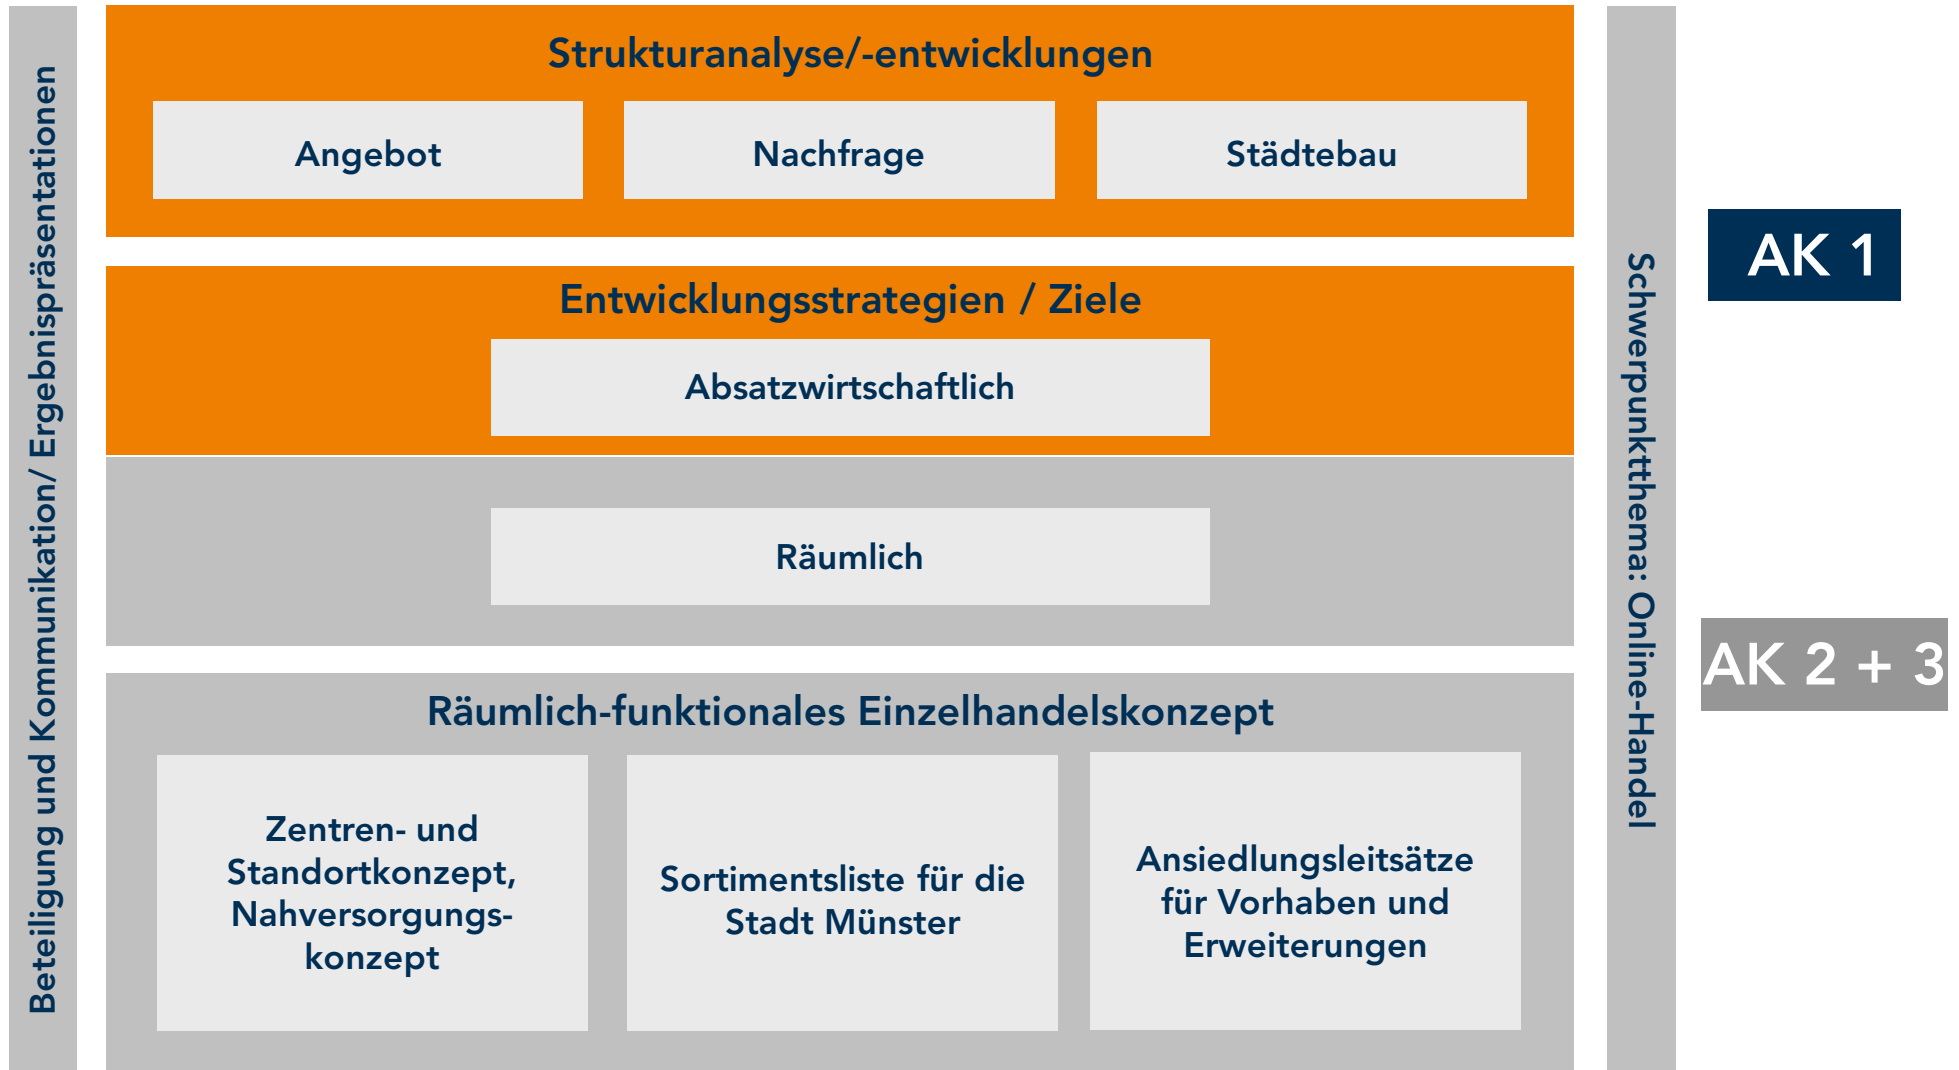 Beteiligung und Kommunikation/ Ergebnispräsentationen
Strukturanalyse/-entwicklungen
Angebot
Nachfrage
Städtebau
Entwicklungsstrategien / Ziele
Absatzwirtschaftlich
Räumlich
Räumlich-funktionales Einzelhandelskonzept
Zentren- und
Standortkonzept,
Nahversorgungs-
konzept
Sortimentsliste für die
Stadt Münster
Ansiedlungsleitsätze
für Vorhaben und
Erweiterungen
Schwerpunktthema: Online-Handel
AK 1
AK 2 + 3